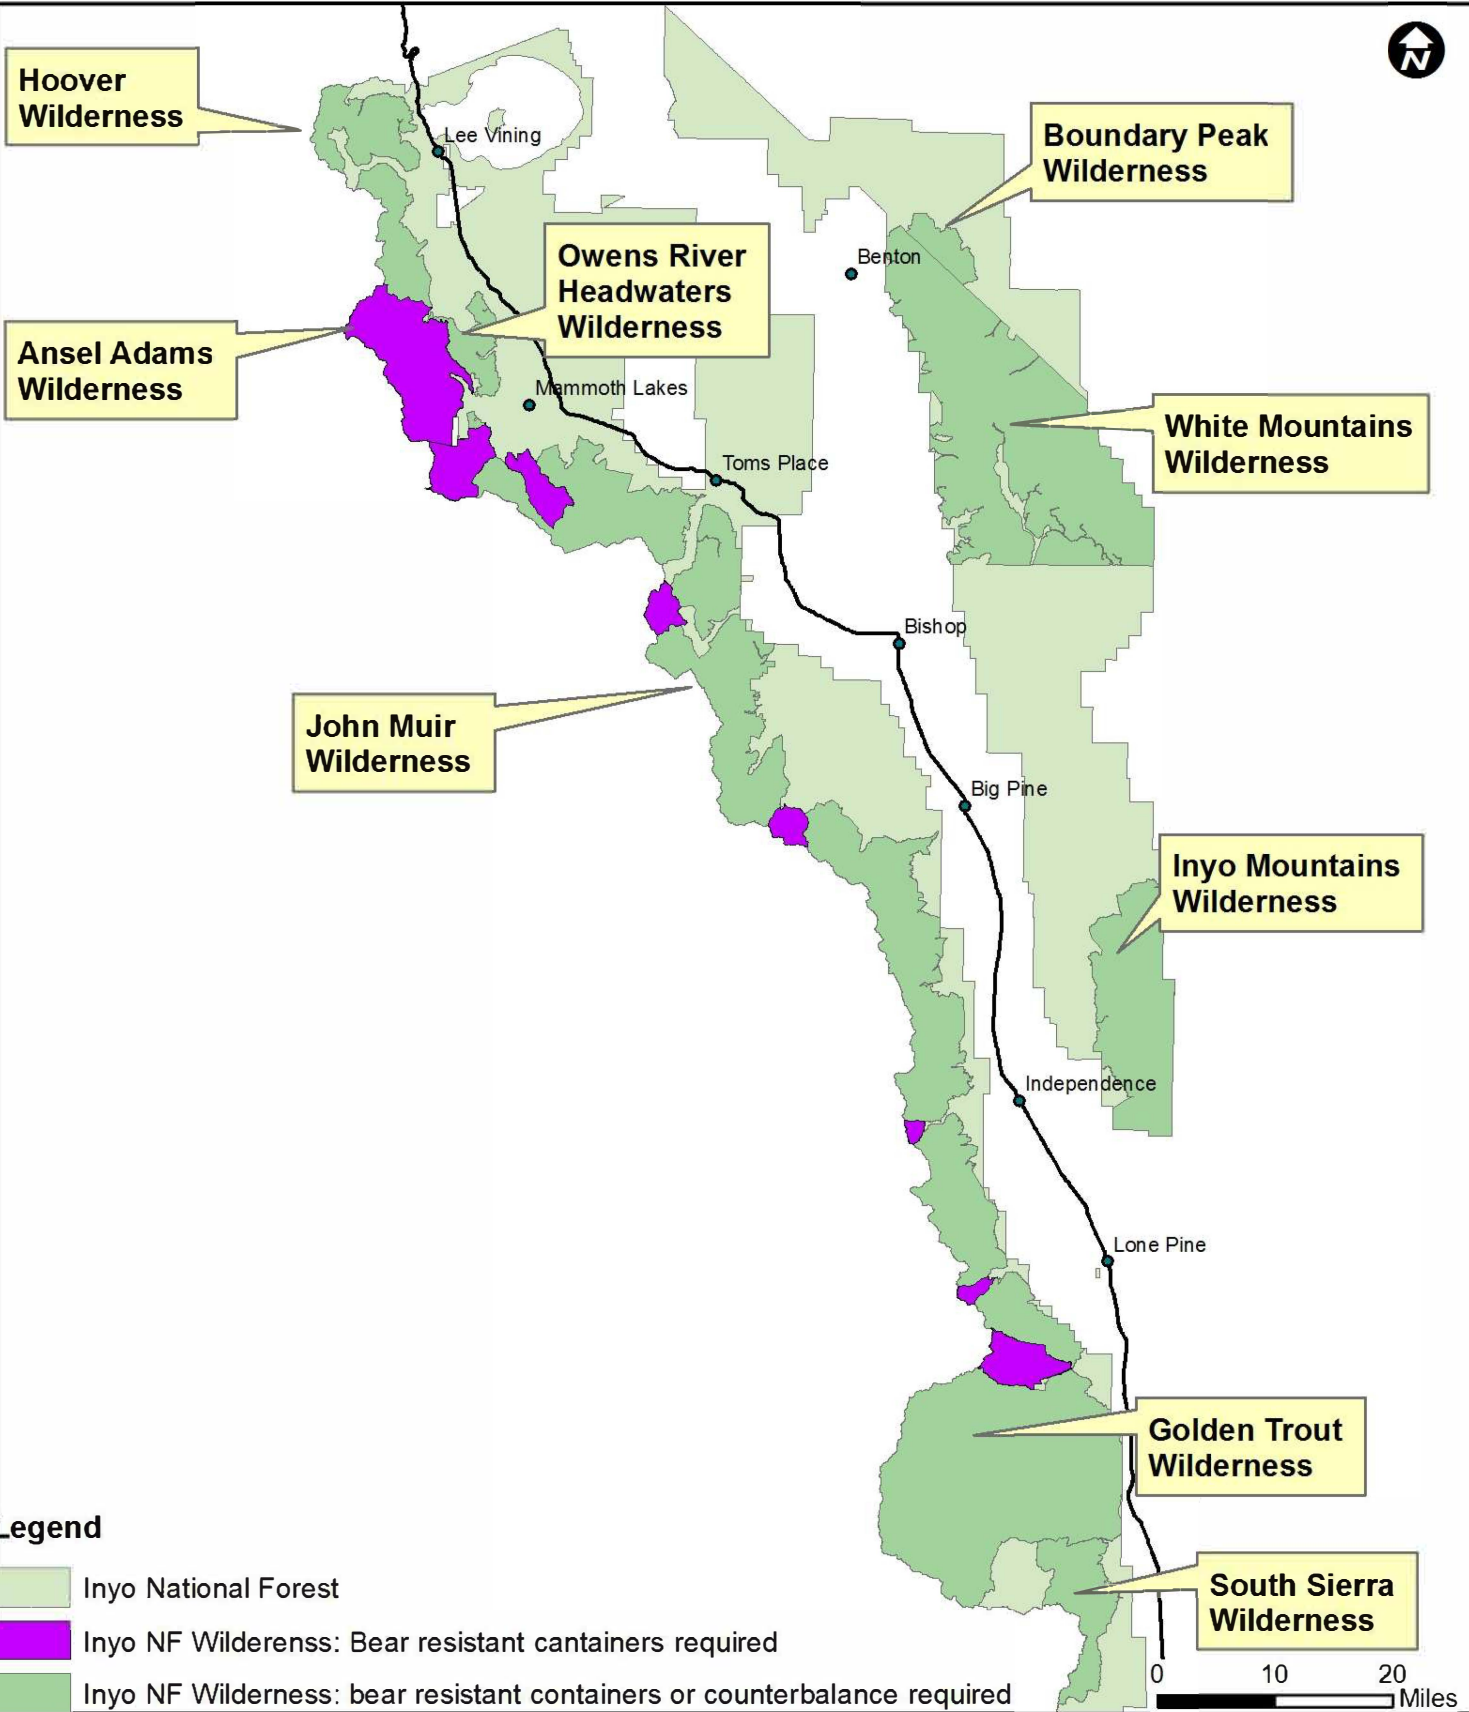 N
Hoover
Wilderness
Lee Vining
Boundary Peak
Wilderness
Owens River
Headwaters
Wilderness
Benton
Ansel Adams
Wilderness
Mammoth Lakes
White Mountains
Wilderness
Toms Place
Bishop
John Muir
Wilderness
Big Pine
Inyo Mountains
Wilderness
Independence
Lone Pine
Golden Trout
Wilderness
Legend
Inyo National Forest
South Sierra
Wilderness
Inyo NF Wilderenss: Bear resistant cantainers required
Inyo NF Wilderness: bear resistant containers or counterbalance required
0 10 20
Miles